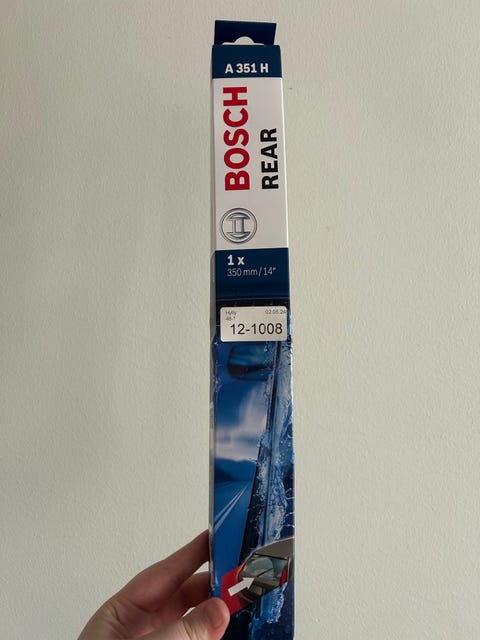 A 351 H
BOSCH
REAR
1 x
350 mm / 14"
Hylly 02.05.24
46-1
12-1008